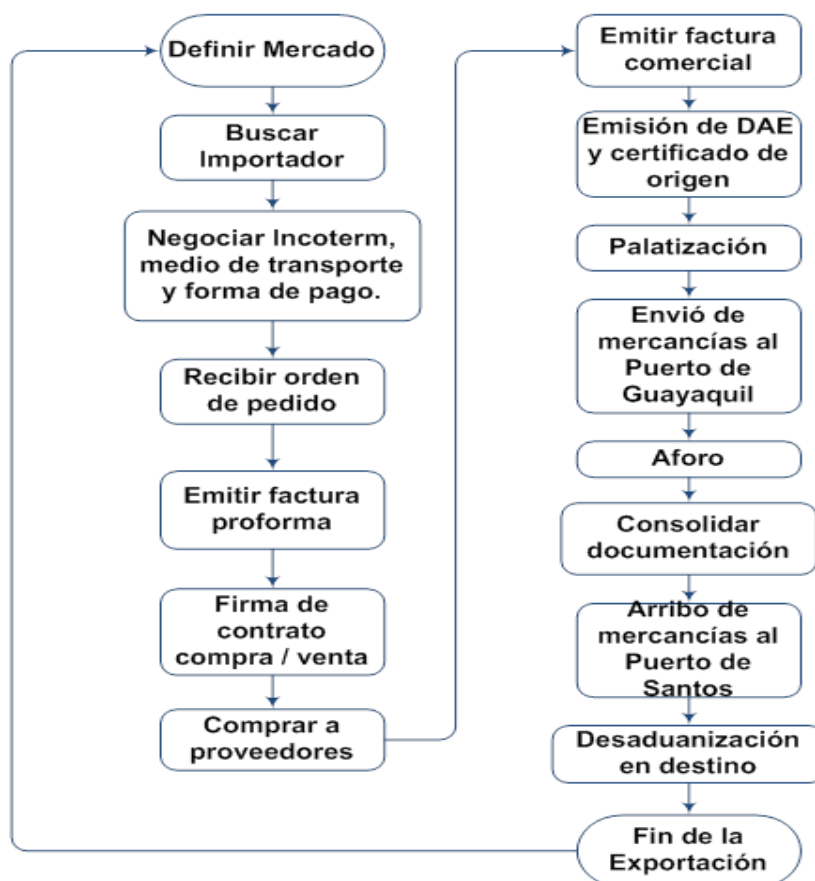 Definir Mercado
Buscar
Importador
Negociar Incoterm,
medio de transporte
y forma de pago.
Recibir orden
de pedido
Emitir factura
proforma
Firma de
contrato
compra / venta
Comprar a
proveedores
Emitir factura
comercial
Emisión de DAE
y certificado de
origen
Palatización
Envió de
mercancías al
Puerto de
Guayaquil
Aforo
Consolidar
documentación
Arribo de
mercancías al
Puerto de
Santos
Desaduanización
en destino
Fin de la
Exportación